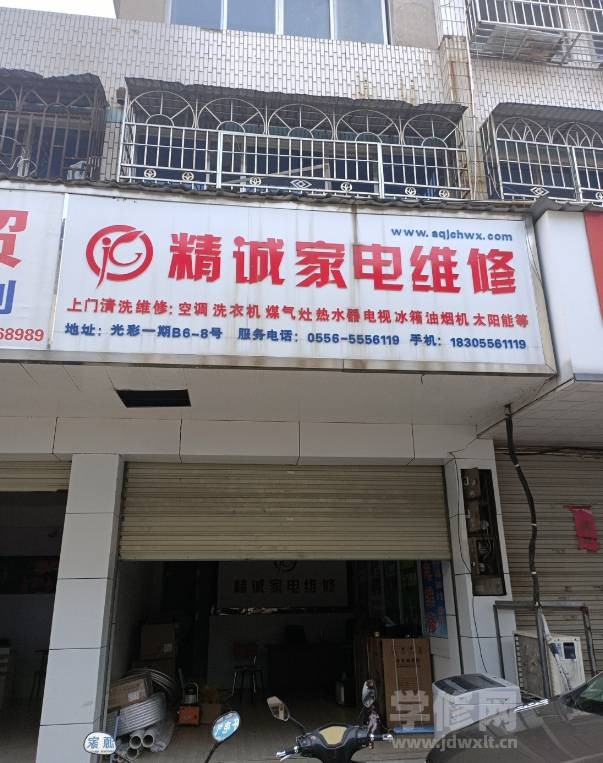 www.aqjchwx.com
精诚家电维修
上门清洗维修:空调 洗衣机 煤气灶热水器电视冰箱油烟机 太阳能等
地址:光彩一期B6-8号 服务电话:0556-5556119 手机:18305561119
贸
68989
精诚家电维修
学修网
www.jdwxlt.cn